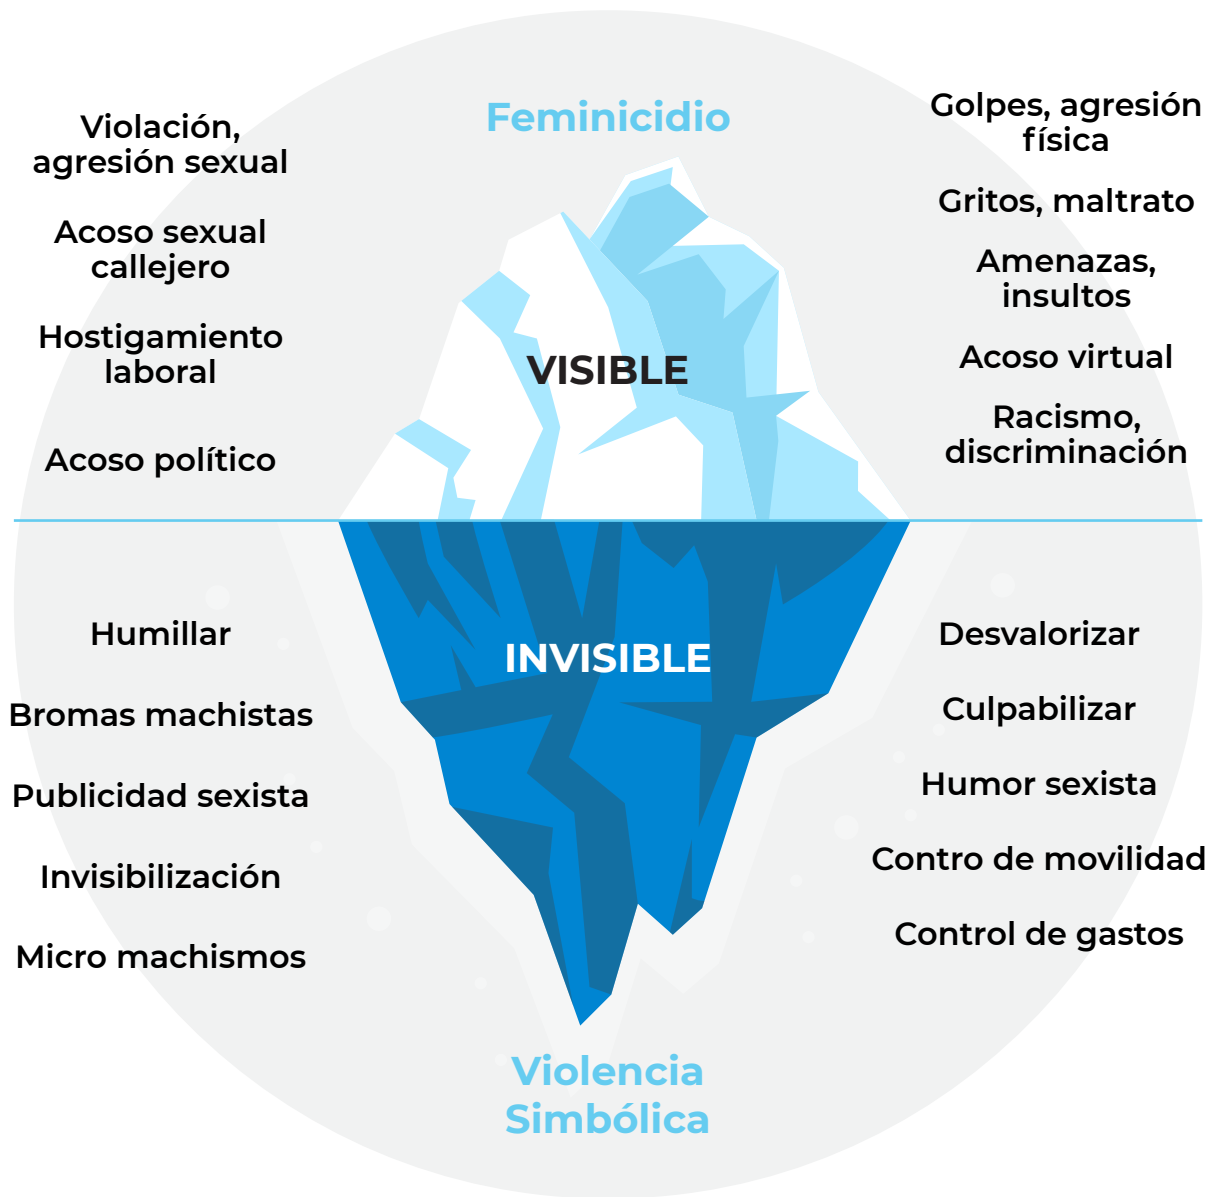 Feminicidio
Violación,
agresión sexual
Acoso sexual
callejero
Hostigamiento
laboral
Acoso político
Golpes, agresión
física
Gritos, maltrato
Amenazas,
insultos
Acoso virtual
Racismo,
discriminación
VISIBLE
INVISIBLE
Humillar
Bromas machistas
Publicidad sexista
Invisibilización
Micro machismos
Desvalorizar
Culpabilizar
Humor sexista
Contro de movilidad
Control de gastos
Violencia
Simbólica